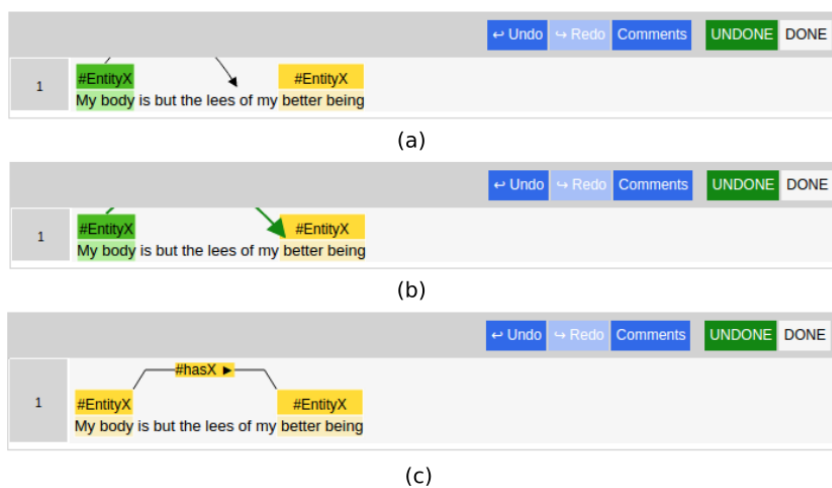 ↩ Undo ↪ Redo Comments UNDONE DONE
#EntityX #EntityX
1
My body is but the lees of my better being
(a)
↩ Undo ↪ Redo Comments UNDONE DONE
#EntityX #EntityX
1
My body is but the lees of my better being
(b)
↩ Undo ↪ Redo Comments UNDONE DONE
#hasX ►
1
#EntityX #EntityX
My body is but the lees of my better being
(c)